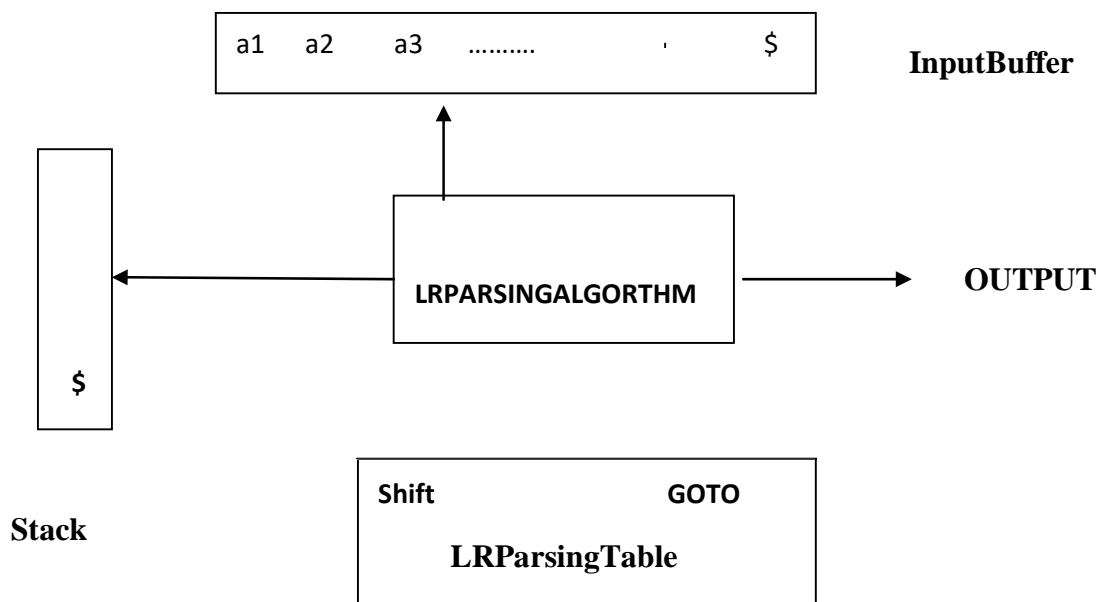 a1 a2 a3 ………. ' $
InputBuffer
LRPARSINGALGORTHM
OUTPUT
$
Stack
Shift GOTO
LRParsingTable